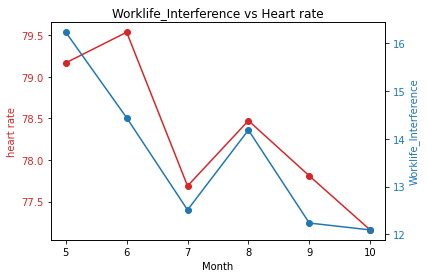 Worklife_Interference vs Heart rate
79.5
79.0
78.5
78.0
77.5
heart rate
16
15
14
13
12
Worklife_Interference
5 6 7 8 9 10
Month